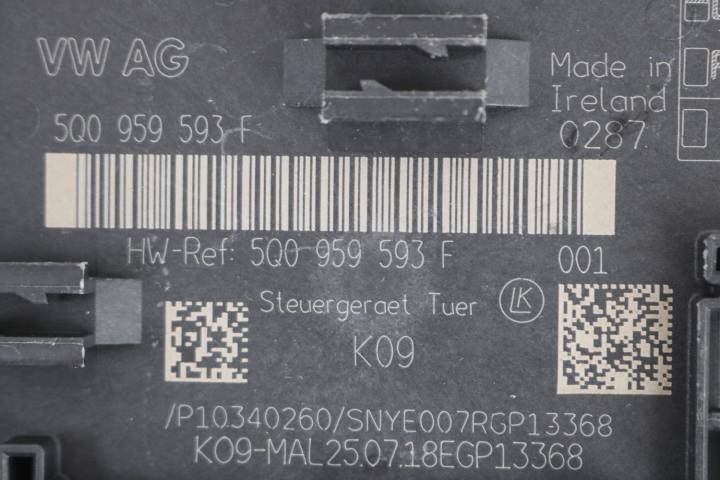 VW AG
Made in
Ireland
5Q0 959 593 F
0287
HW-Ref: 5Q0 959 593 F
001
Steuergeraet Tuer
LK
K09
/P10340260/SNYE007RGP13368
K09-MAL25.07.18EGP13368